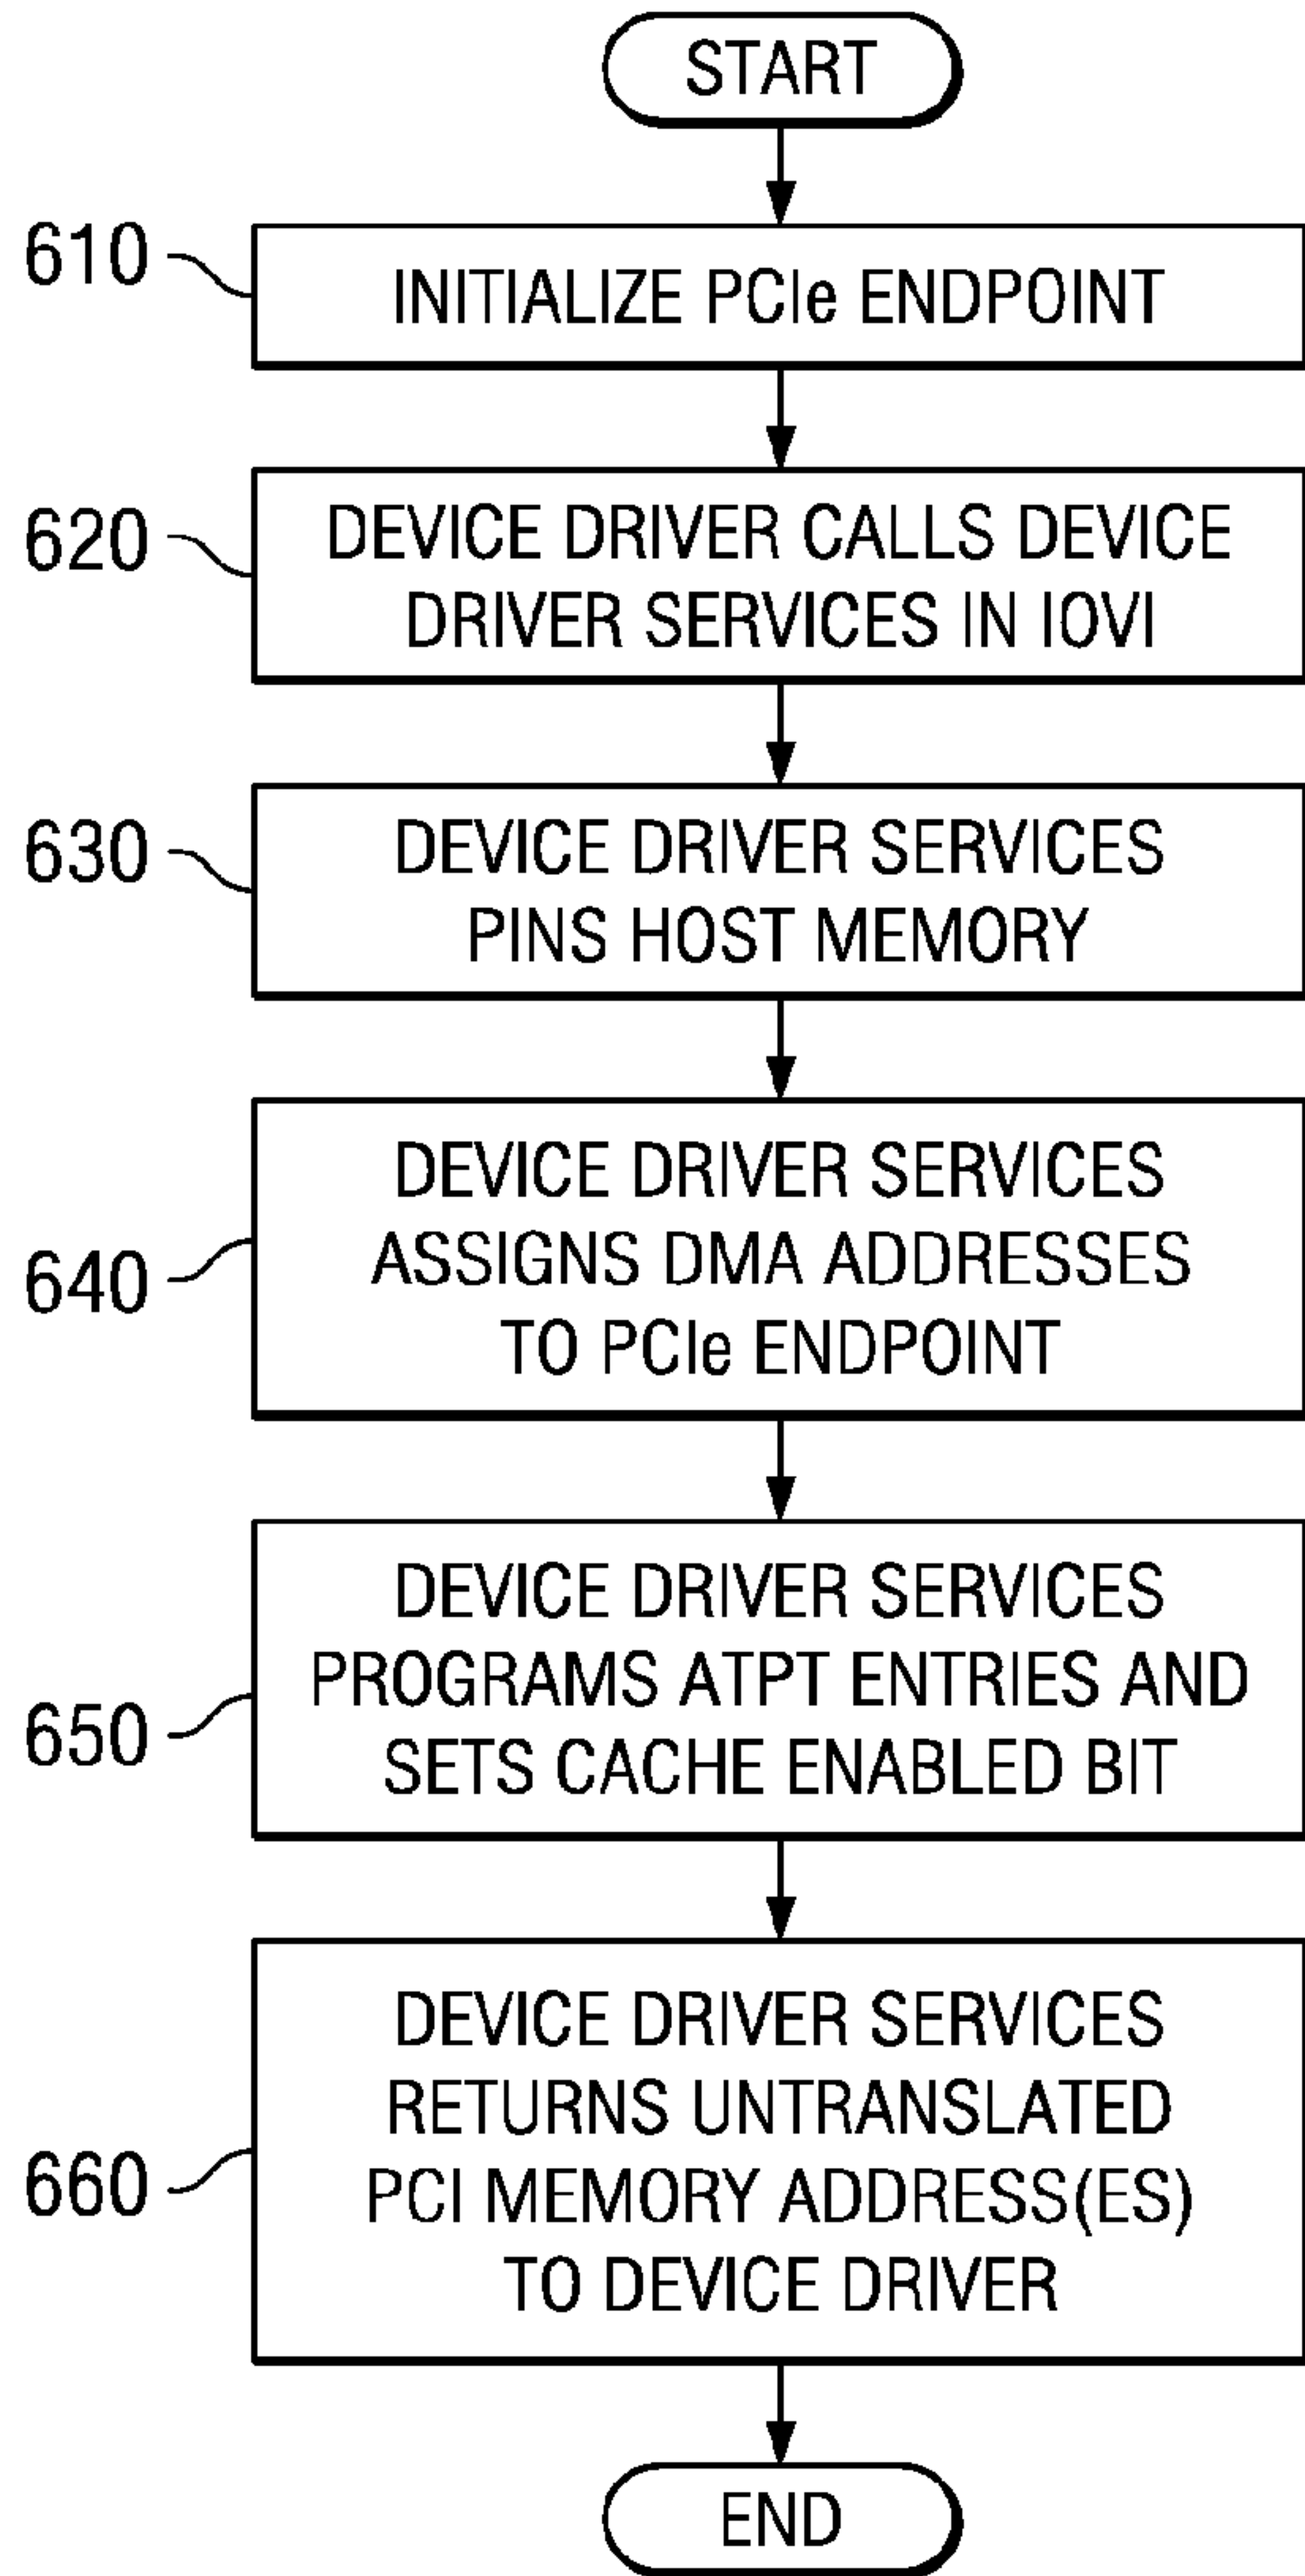 START
610
INITIALIZE PCIe ENDPOINT
620
DEVICE DRIVER CALLS DEVICE
DRIVER SERVICES IN IOVI
630
DEVICE DRIVER SERVICES
PINS HOST MEMORY
640
DEVICE DRIVER SERVICES
ASSIGNS DMA ADDRESSES
TO PCIe ENDPOINT
650
DEVICE DRIVER SERVICES
PROGRAMS ATPT ENTRIES AND
SETS CACHE ENABLED BIT
660
DEVICE DRIVER SERVICES
RETURNS UNTRANSLATED
PCI MEMORY ADDRESS(ES)
TO DEVICE DRIVER
END